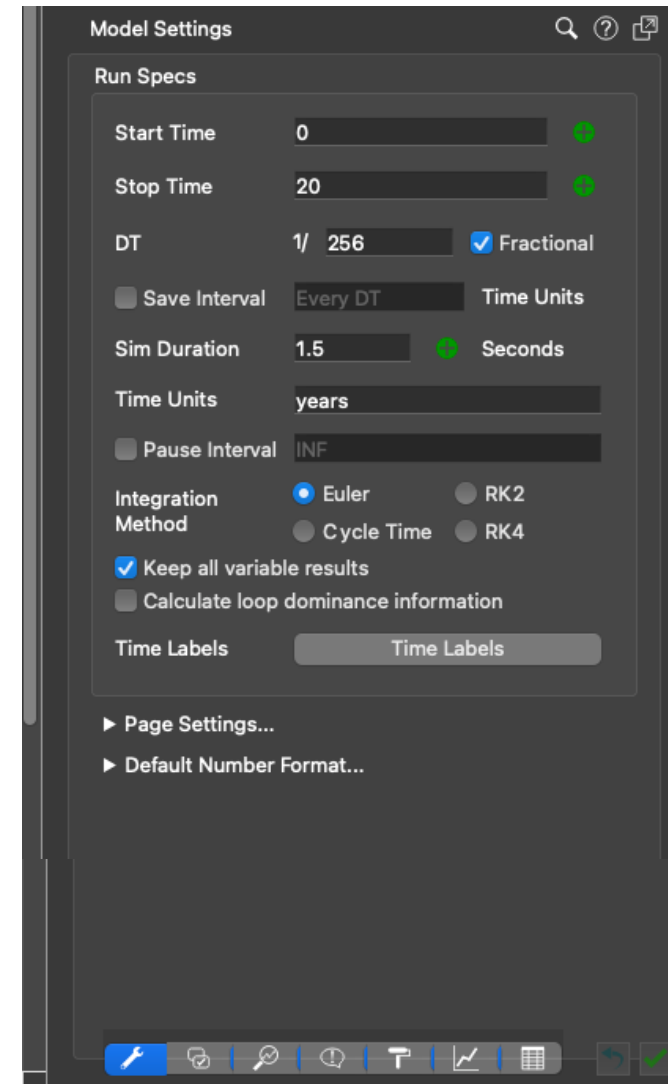 Model Settings
Run Specs
Start Time 0
Stop Time 20
DT 1/ 256 Fractional
Save Interval Every DT Time Units
Sim Duration 1.5 Seconds
Time Units years
Pause Interval INF
Integration Method Euler RK2
Cycle Time RK4
Keep all variable results
Calculate loop dominance information
Time Labels Time Labels
Page Settings...
Default Number Format...